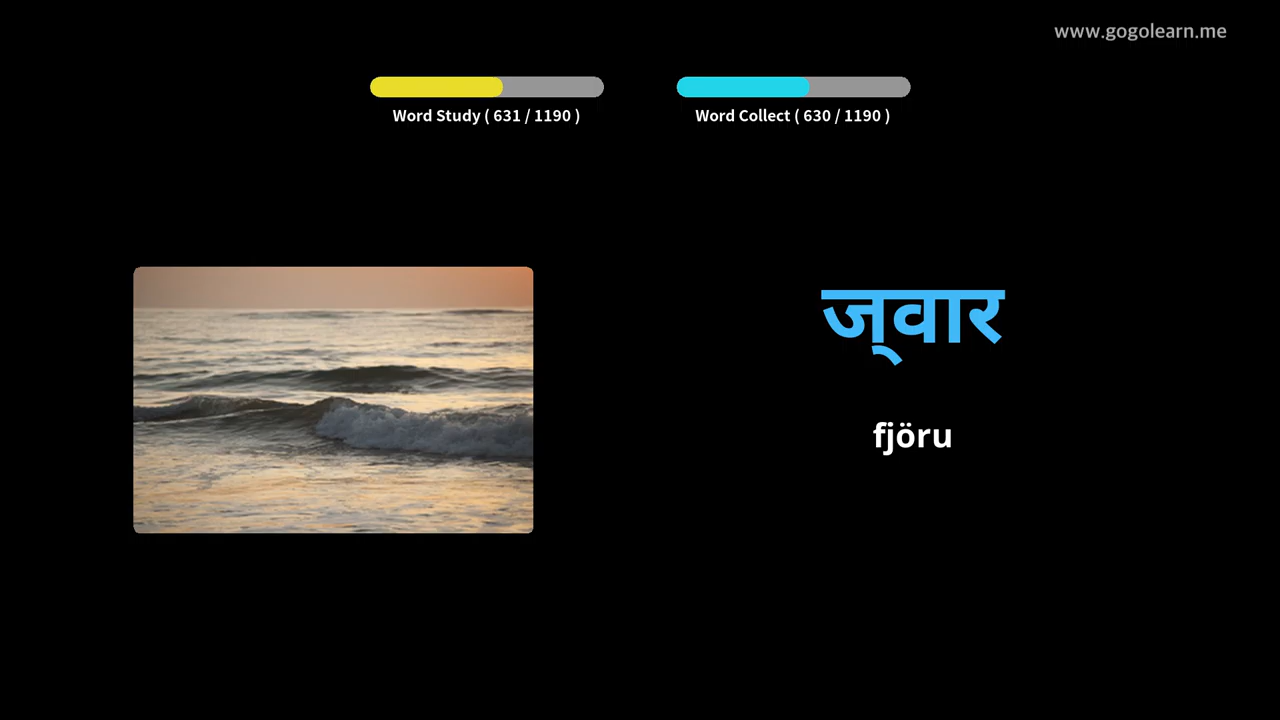 www.gogolearn.me
Word Study ( 631 / 1190 )
Word Collect ( 630 / 1190 )
ज्‌वार
fjöru